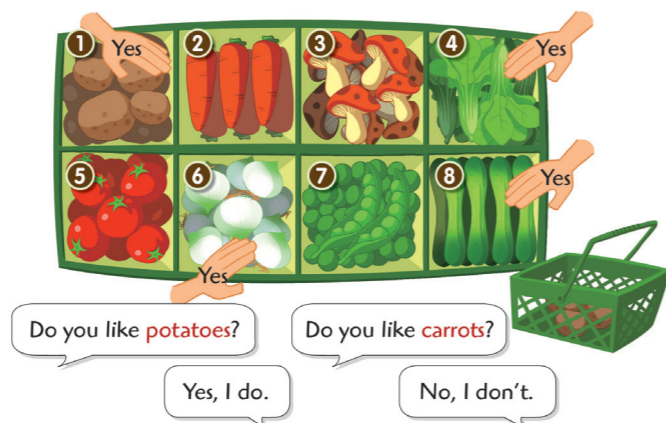 1 Yes 2 3 4 Yes
5 6 Yes 7 8 Yes
Do you like potatoes?
Do you like carrots?
Yes, I do.
No, I don't.